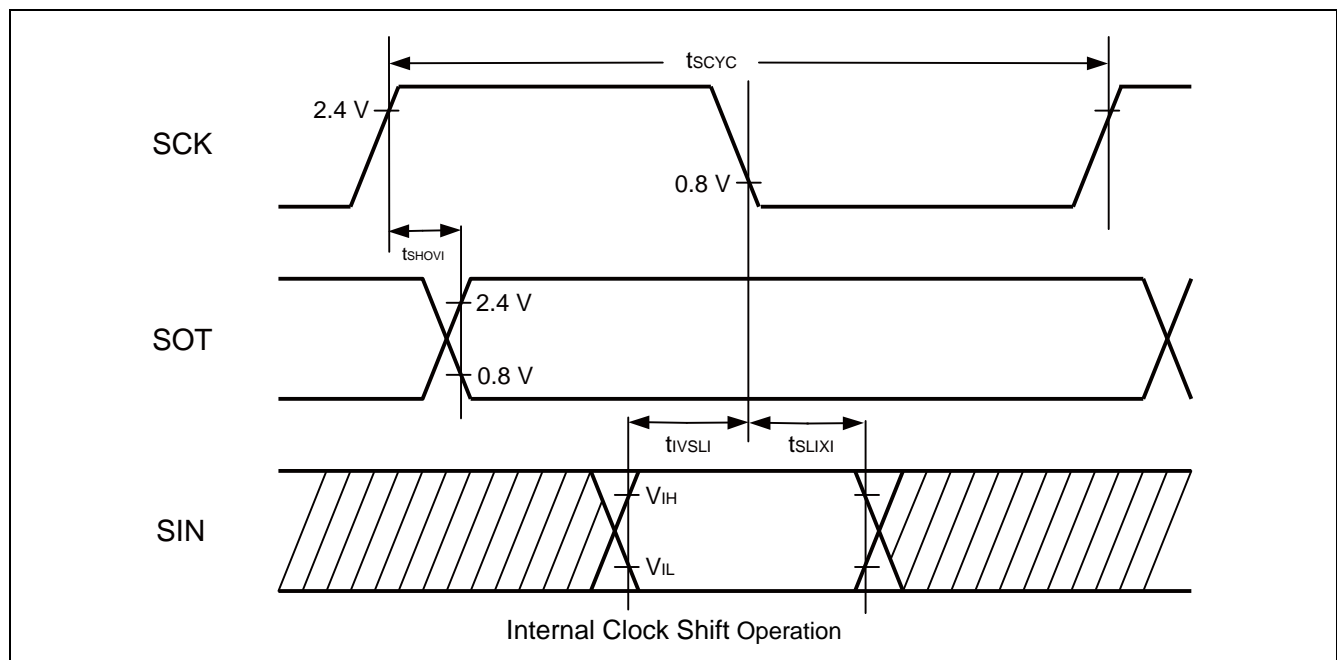 tSCYC
2.4 V
SCK
0.8 V
tSHOVI
2.4 V
SOT
0.8 V
tIVSLI
tSLIXI
VIH
SIN
VIL
Internal Clock Shift Operation